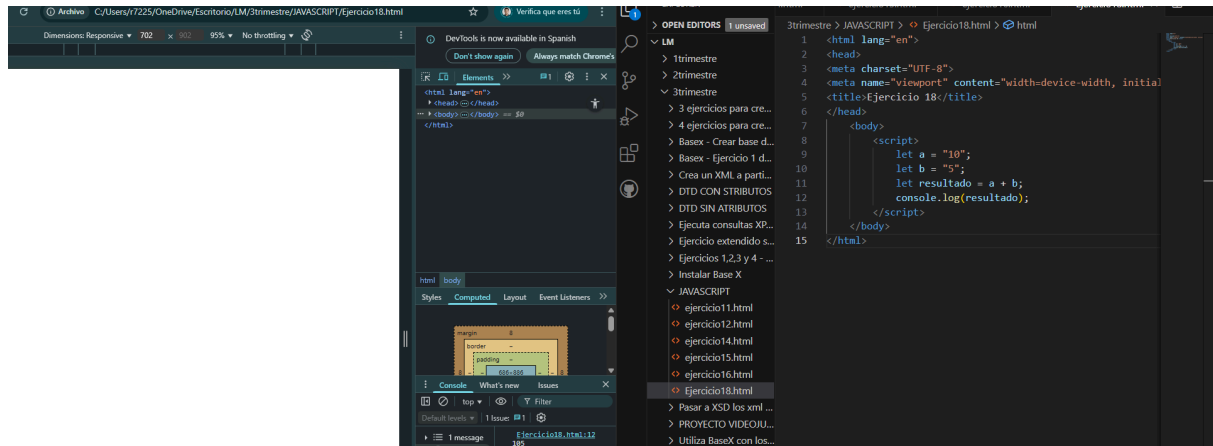 Archivo C:/Users/r7225/OneDrive/Escritorio/LM/3trimestre/JAVASCRIPT/Ejercicio18.html
Verifica que eres tú
Dimensions: Responsive 702 x 902 95% No throttling
DevTools is now available in Spanish
Don't show again Always match Chrome's
Elements 1
<html lang="en">
<head> </head>
<body> </body> == $0
</html>
html body
Styles Computed Layout Event Listeners
margin 8
border -
padding -
8 - - 686×886 - - 8
Console What's new Issues
top Filter
Default levels 1 Issue: 1
1 message Ejercicio18.html:12
105
1
OPEN EDITORS 1 unsaved
LM
1trimestre
2trimestre
3trimestre
3 ejercicios para cre...
4 ejercicios para cre...
Basex - Crear base d...
Basex - Ejercicio 1 d...
Crea un XML a parti...
DTD CON STRIBUTOS
DTD SIN ATRIBUTOS
Ejecuta consultas XP...
Ejercicio extendido s...
Ejercicios 1,2,3 y 4 - ...
Instalar Base X
JAVASCRIPT
ejercicio11.html
ejercicio12.html
ejercicio14.html
ejercicio15.html
ejercicio16.html
Ejercicio18.html
Pasar a XSD los xml ...
PROYECTO VIDEOJU...
Utiliza BaseX con los...
3trimestre > JAVASCRIPT > Ejercicio18.html > html
1 <html lang="en">
2 <head>
3 <meta charset="UTF-8">
4 <meta name="viewport" content="width=device-width, initial
5 <title>Ejercicio 18</title>
6 </head>
7 <body>
8 <script>
9 let a = "10";
10 let b = "5";
11 let resultado = a + b;
12 console.log(resultado);
13 </script>
14 </body>
15 </html>